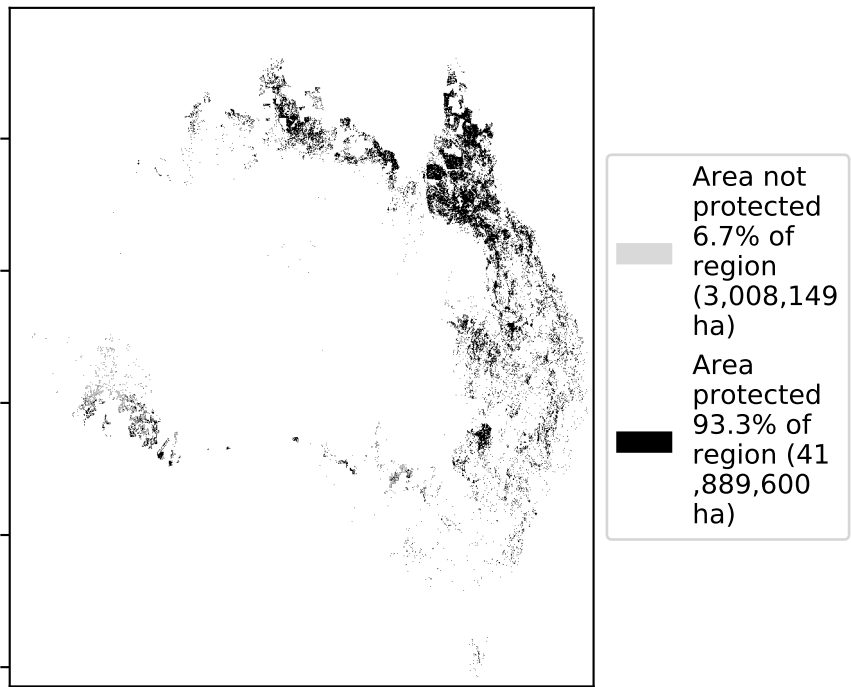 Area not
protected
6.7% of
region
(3,008,149
ha)
Area
protected
93.3% of
region (41
,889,600
ha)